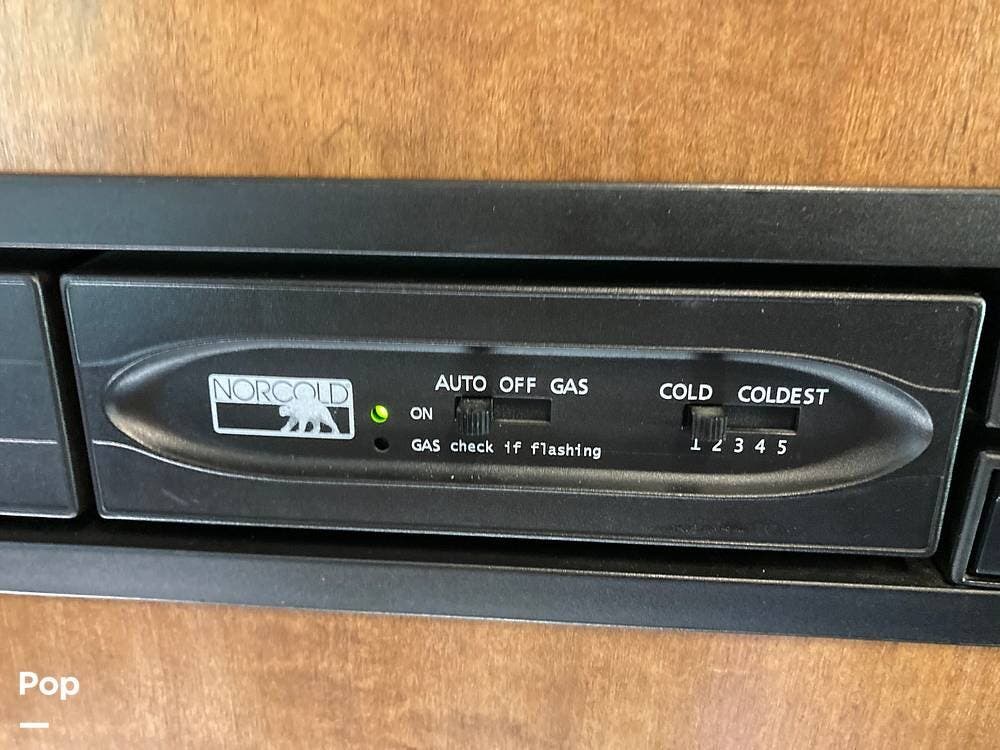 NORCOLD
AUTO OFF GAS
COLD COLDEST
ON
GAS check if flashing
1 2 3 4 5
Pop